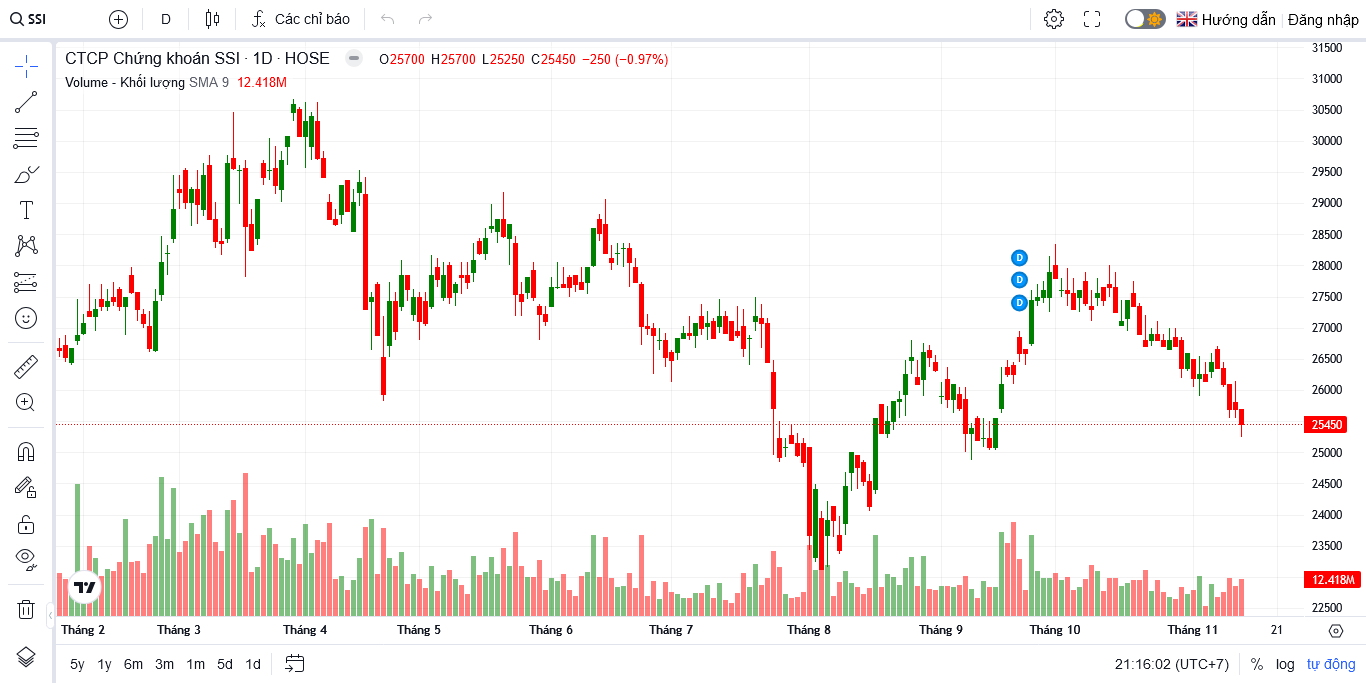 SSI D Các chỉ báo Hướng dẫn Đăng nhập
CTCP Chứng khoán SSI · 1D · HOSE O25700 H25700 L25250 C25450 −250 (−0.97%)
Volume - Khối lượng SMA 9 12.418M
31500
31000
30500
30000
29500
29000
28500
28000
27500
27000
26500
26000
25450
25000
24500
24000
23500
12.418M
22500
D
D
D
Tháng 2 Tháng 3 Tháng 4 Tháng 5 Tháng 6 Tháng 7 Tháng 8 Tháng 9 Tháng 10 Tháng 11 21
5y 1y 6m 3m 1m 5d 1d 21:16:02 (UTC+7) % log tự động